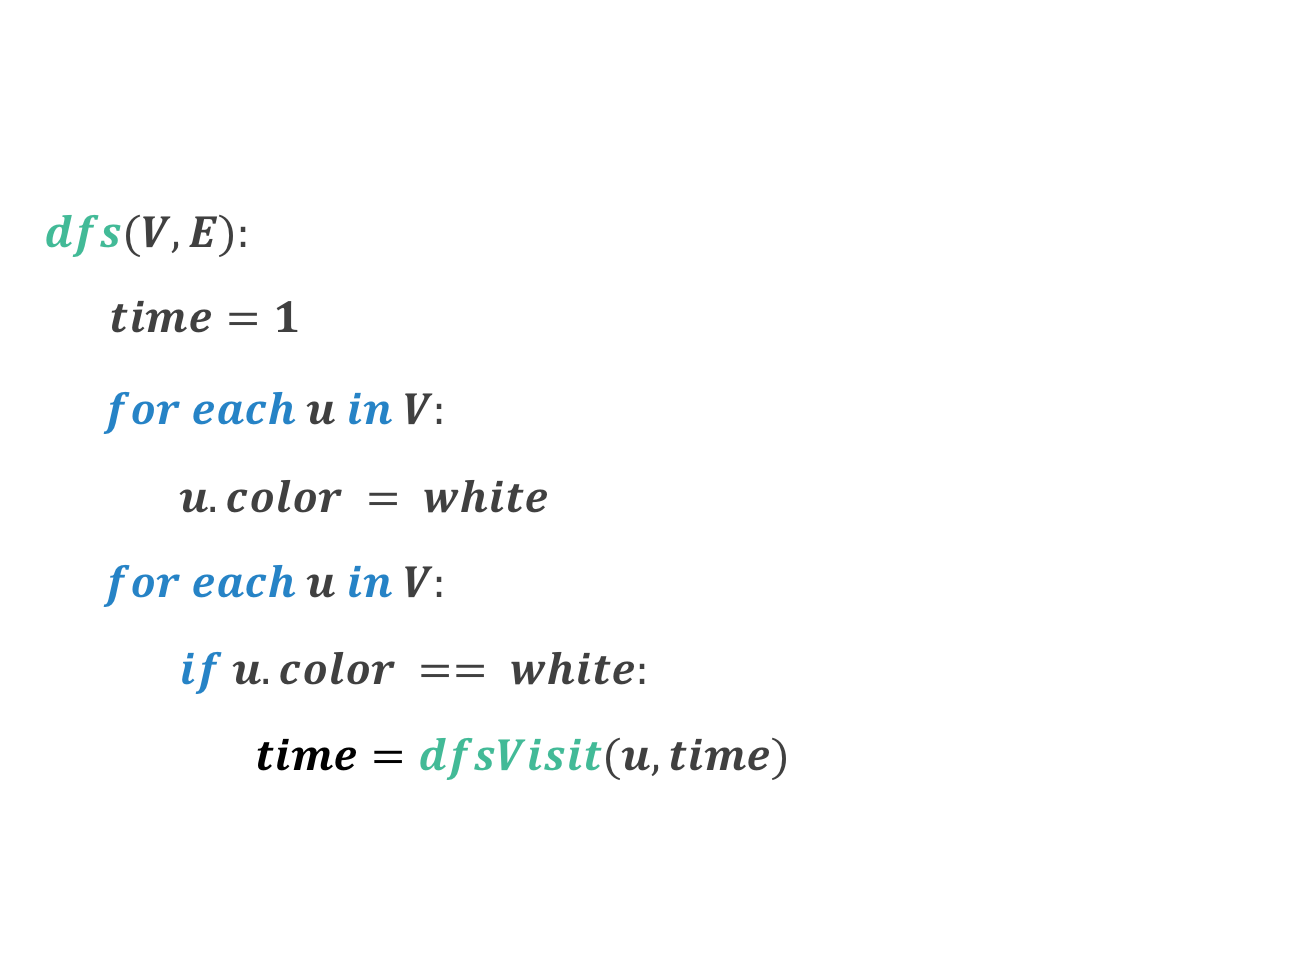 dfs(V, E):
time = 1
for each u in V:
u.color = white
for each u in V:
if u.color == white:
time = dfsVisit(u, time)